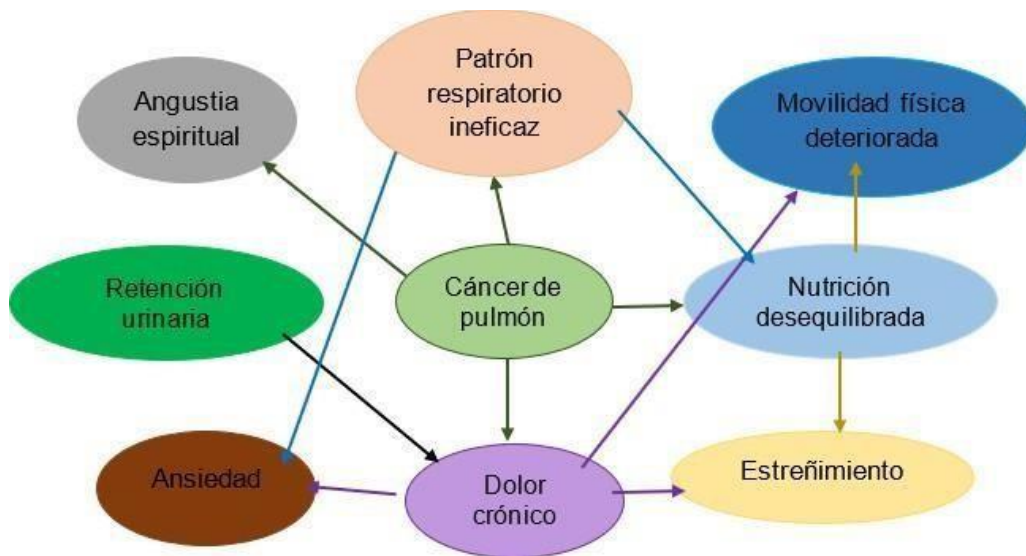 Angustia
espiritual
Patrón
respiratorio
ineficaz
Movilidad física
deteriorada
Retención
urinaria
Cáncer de
pulmón
Nutrición
desequilibrada
Ansiedad
Dolor
crónico
Estreñimiento